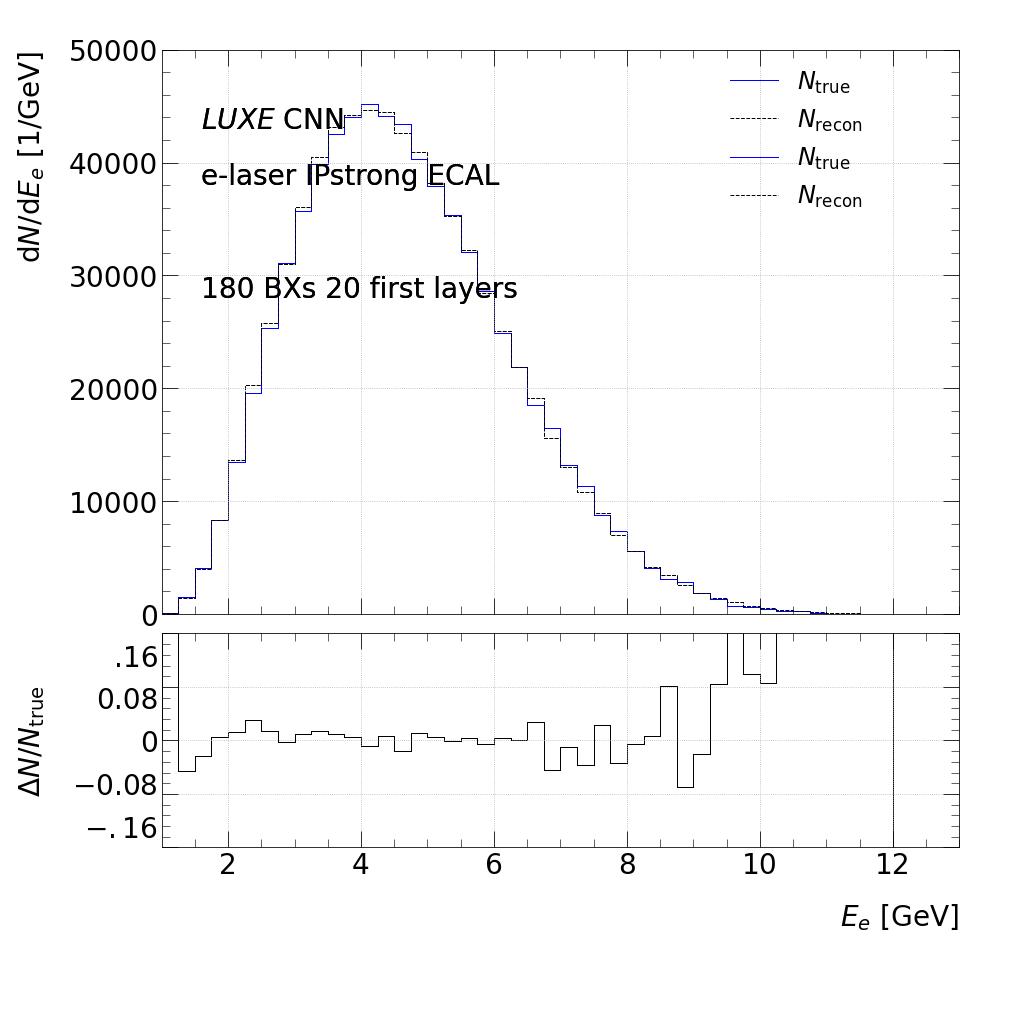 50000
40000
30000
20000
10000
0
dN/dE_e [1/GeV]
LUXE CNN
e-laser IPstrong ECAL
180 BXs 20 first layers
N_true
N_recon
N_true
N_recon
.16
0.08
0
−0.08
−.16
ΔN/N_true
2 4 6 8 10 12
E_e [GeV]